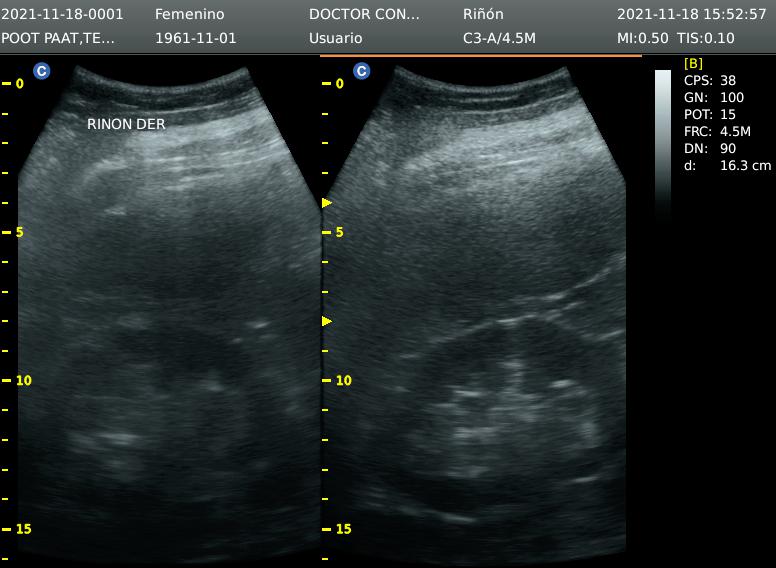 2021-11-18-0001 Femenino DOCTOR CON... Riñón 2021-11-18 15:52:57
POOT PAAT,TE... 1961-11-01 Usuario C3-A/4.5M MI:0.50 TIS:0.10
C C [B]
0 0 CPS: 38
GN: 100
POT: 15
RINON DER FRC: 4.5M
DN: 90
d: 16.3 cm
5 5
10 10
15 15